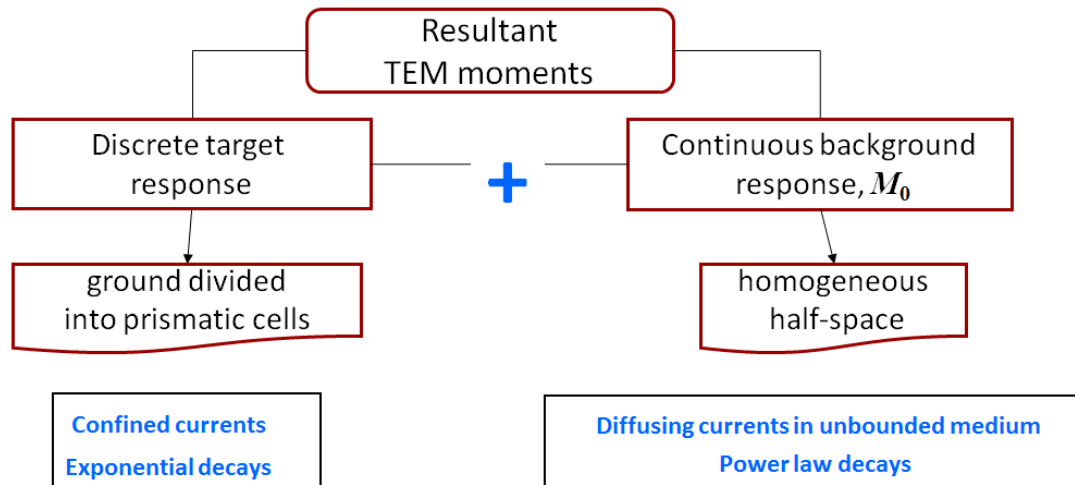 Resultant
TEM moments
Discrete target
response
+
Continuous background
response, M₀
ground divided
into prismatic cells
homogeneous
half-space
Confined currents
Exponential decays
Diffusing currents in unbounded medium
Power law decays